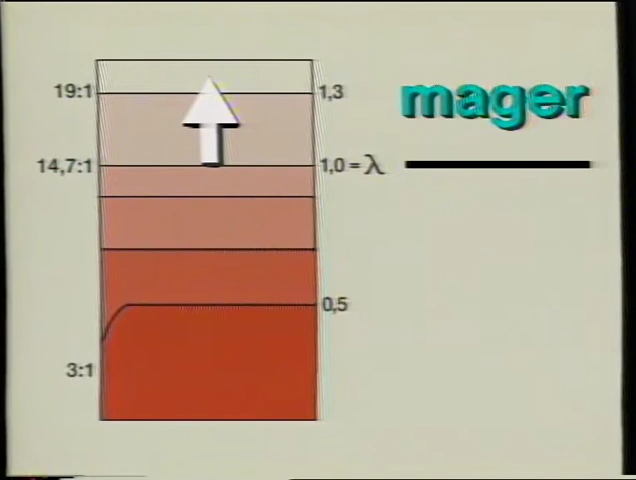 19:1
1,3
mager
14,7:1
1,0 = λ
0,5
3:1